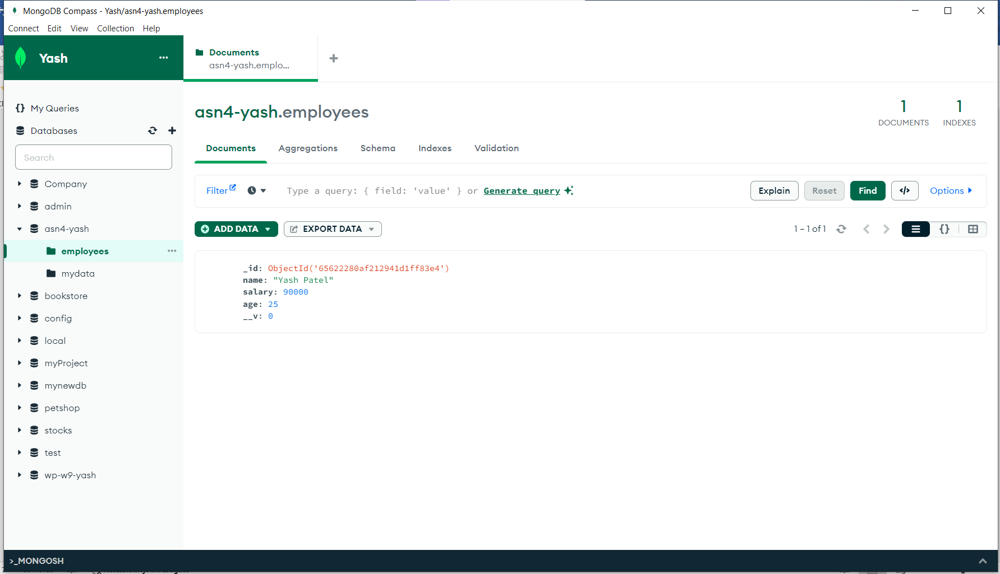 MongoDB Compass - Yash/asn4-yash.employees
Connect Edit View Collection Help
Yash
Documents
asn4-yash.emplo...
My Queries
Databases
Search
Company
admin
asn4-yash
employees
mydata
bookstore
config
local
myProject
mynewdb
petshop
stocks
test
wp-w9-yash
asn4-yash.employees
1 DOCUMENTS
1 INDEXES
Documents Aggregations Schema Indexes Validation
Filter Type a query: { field: 'value' } or Generate query Explain Reset Find </> Options
ADD DATA EXPORT DATA 1 – 1 of 1 {}
_id: ObjectId('65622280af212941d1ff83e4')
name: "Yash Patel"
salary: 90000
age: 25
__v: 0
>_MONGOSH